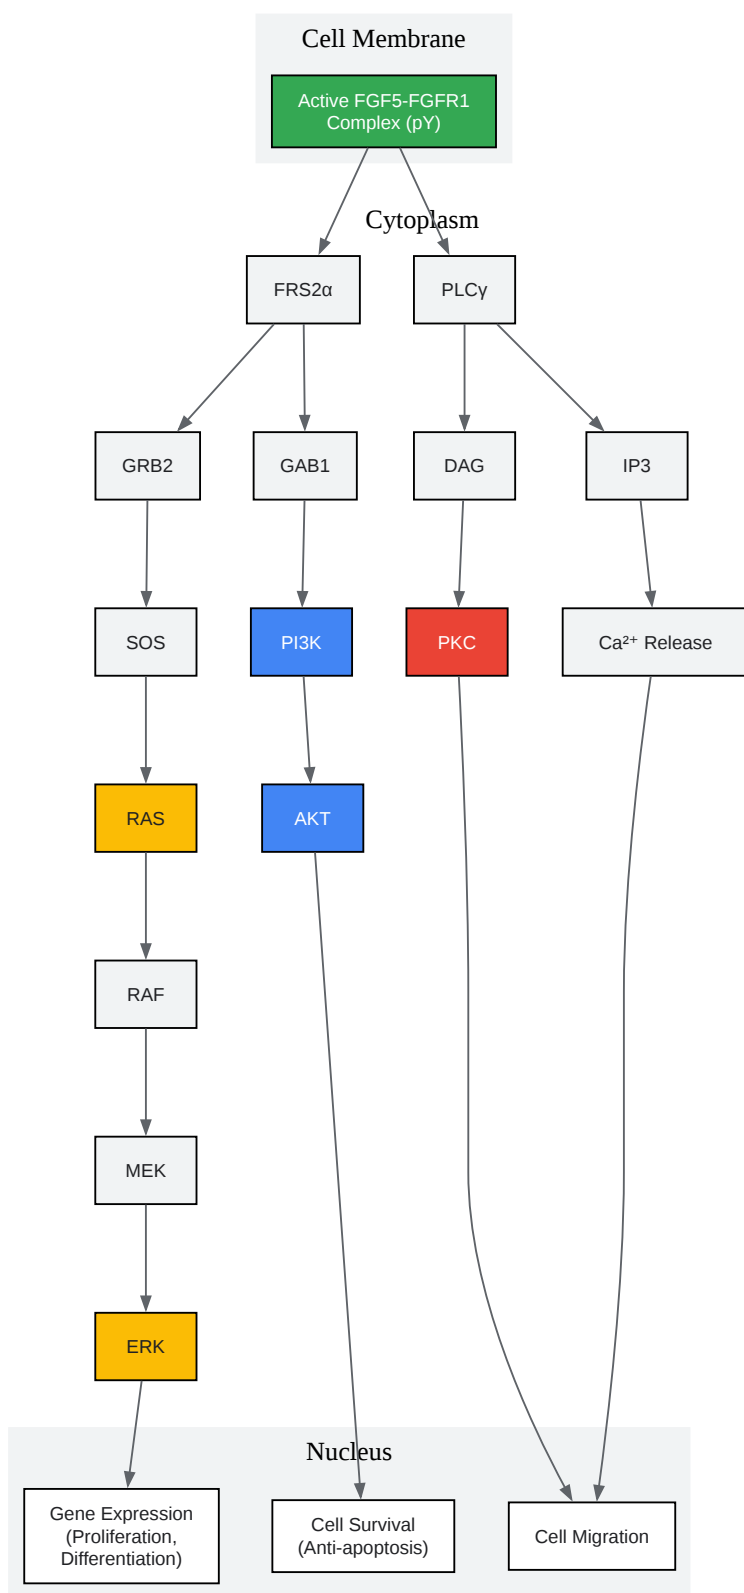 Cell Membrane
Active FGF5-FGFR1
Complex (pY)
Cytoplasm
FRS2α
PLCγ
GRB2
GAB1
DAG
IP3
SOS
PI3K
PKC
Ca²⁺ Release
RAS
AKT
RAF
MEK
ERK
Nucleus
Gene Expression
(Proliferation,
Differentiation)
Cell Survival
(Anti-apoptosis)
Cell Migration